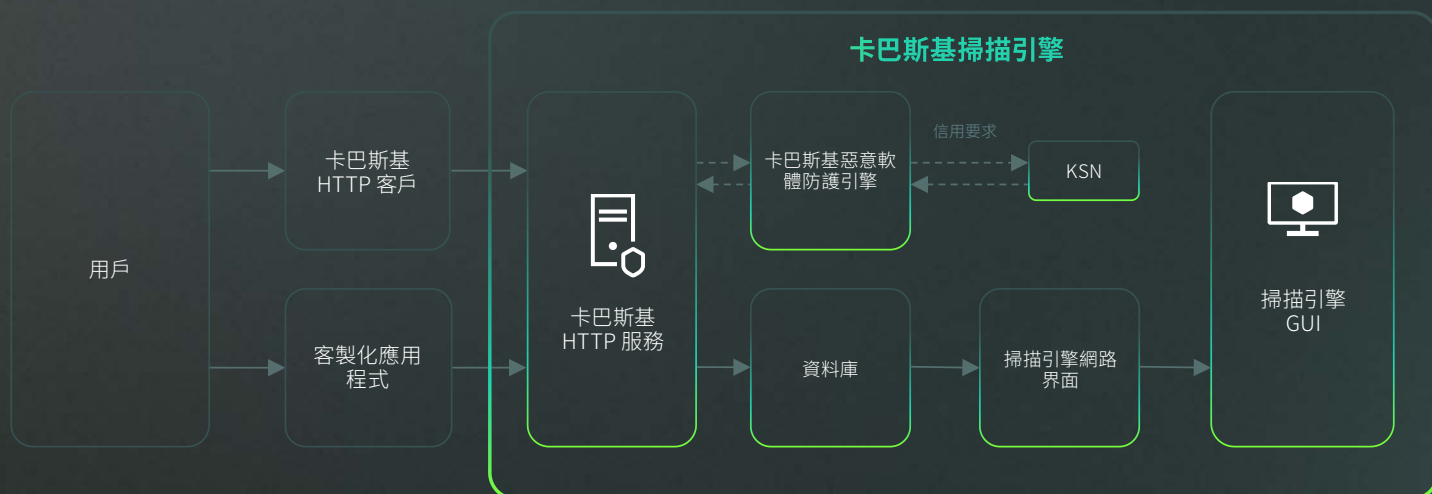 卡巴斯基掃描引擎
用戶
卡巴斯基
HTTP 客戶
客製化應用
程式
卡巴斯基
HTTP 服務
卡巴斯基惡意軟
體防護引擎
信用要求
KSN
資料庫
掃描引擎網路
界面
掃描引擎
GUI